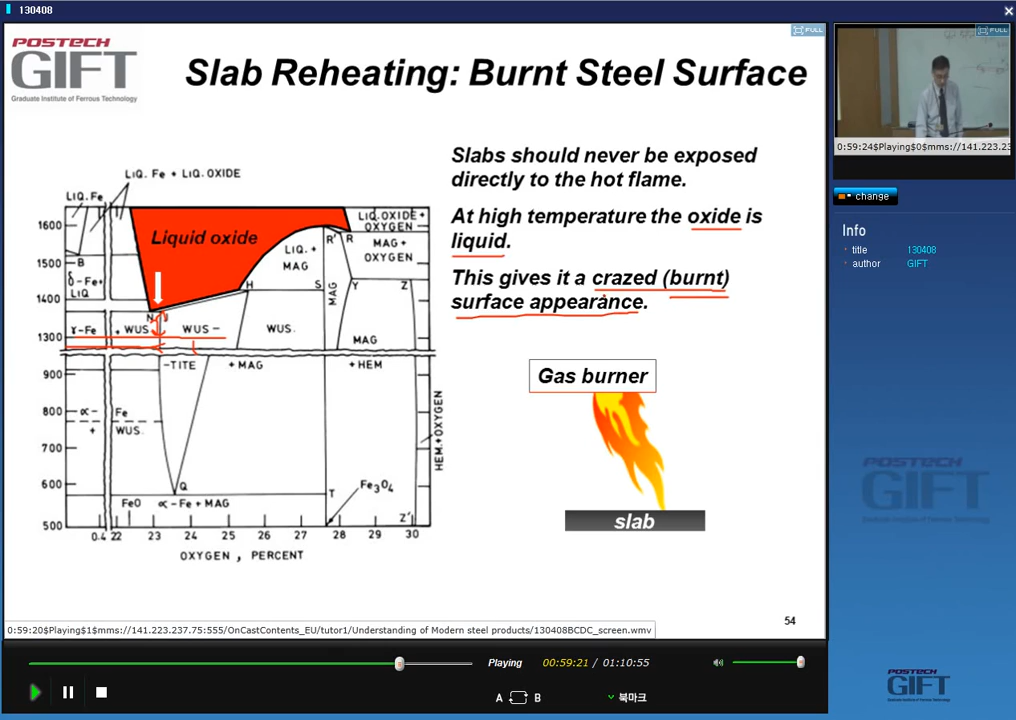 130408
FULL
POSTECH
GIFT
Graduate Institute of Ferrous Technology
Slab Reheating: Burnt Steel Surface
LIQ. Fe + LIQ. OXIDE
LIQ. Fe
1600
1500
1400
1300
900
800
700
600
500
B
δ-Fe+
LIQ
Liquid oxide
LIQ. OXIDE+
OXYGEN
R' R
MAG +
OXYGEN
LIQ. +
MAG
H
S
Y
Z
MAG
N
γ-Fe
+ WUS
WUS -
WUS.
MAG
-TITE
+ MAG
+ HEM
α-
+
Fe
WUS.
HEM.+OXYGEN
Q
FeO
α-Fe + MAG
T
Fe₃O₄
Z'
0.4 22 23 24 25 26 27 28 29 30
OXYGEN , PERCENT
Slabs should never be exposed
directly to the hot flame.
At high temperature the oxide is
liquid.
This gives it a crazed (burnt)
surface appearance.
Gas burner
slab
54
0:59:20$Playing$1$mms://141.223.237.75:555/OnCastContents_EU/tutor1/Understanding of Modern steel products/130408BCDC_screen.wmv
Playing
00:59:21 / 01:10:55
A
B
북마크
FULL
0:59:24$Playing$0$mms://141.223.23
change
Info
title
130408
author
GIFT
POSTECH
GIFT
POSTECH
GIFT